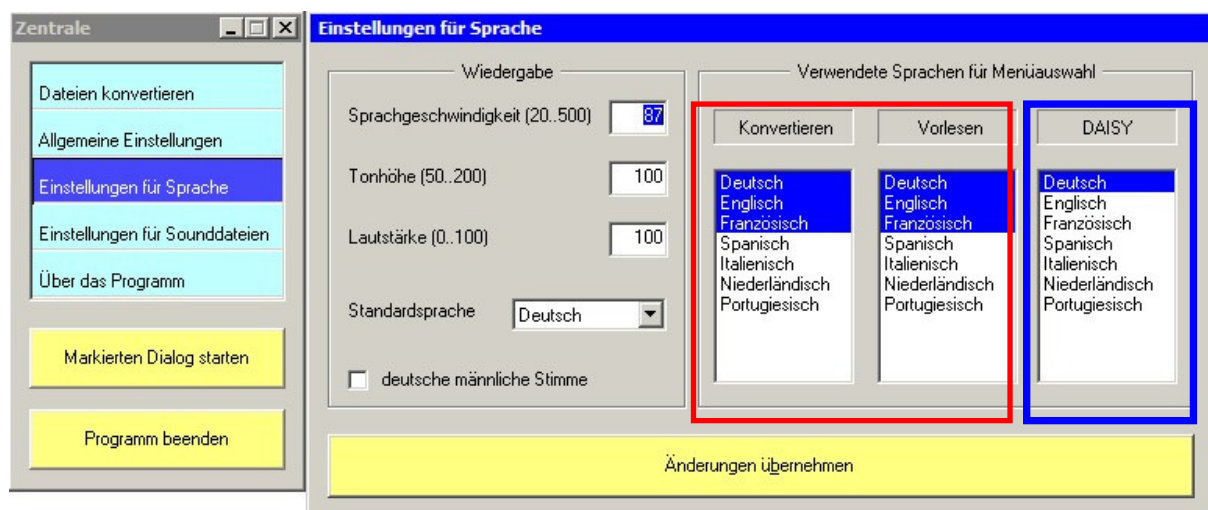 Zentrale
Dateien konvertieren
Allgemeine Einstellungen
Einstellungen für Sprache
Einstellungen für Sounddateien
Über das Programm
Markierten Dialog starten
Programm beenden
Einstellungen für Sprache
Wiedergabe
Sprachgeschwindigkeit (20..500) 87
Tonhöhe (50..200) 100
Lautstärke (0..100) 100
Standardsprache Deutsch
deutsche männliche Stimme
Verwendete Sprachen für Menüauswahl
Konvertieren
Deutsch
Englisch
Französisch
Spanisch
Italienisch
Niederländisch
Portugiesisch
Vorlesen
Deutsch
Englisch
Französisch
Spanisch
Italienisch
Niederländisch
Portugiesisch
DAISY
Deutsch
Englisch
Französisch
Spanisch
Italienisch
Niederländisch
Portugiesisch
Änderungen übernehmen